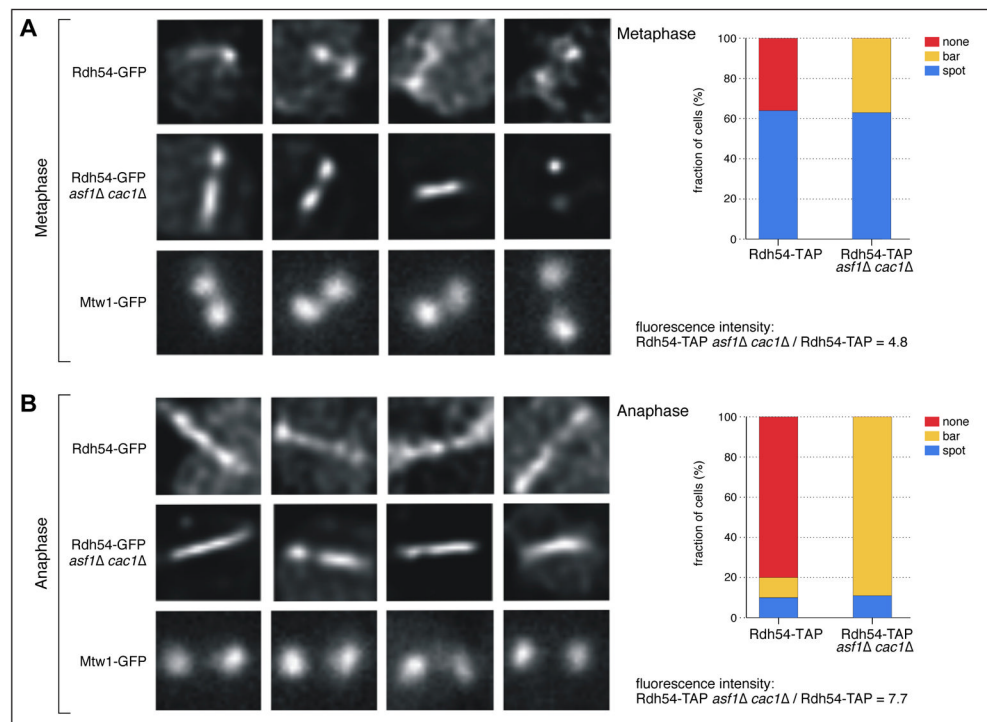 A
Metaphase
Rdh54-GFP
Rdh54-GFP
asf1Δ cac1Δ
Mtw1-GFP
Metaphase
fraction of cells (%)
100
80
60
40
20
0
Rdh54-TAP
Rdh54-TAP
asf1Δ cac1Δ
none
bar
spot
fluorescence intensity:
Rdh54-TAP asf1Δ cac1Δ / Rdh54-TAP = 4.8
B
Anaphase
Rdh54-GFP
Rdh54-GFP
asf1Δ cac1Δ
Mtw1-GFP
Anaphase
fraction of cells (%)
100
80
60
40
20
0
Rdh54-TAP
Rdh54-TAP
asf1Δ cac1Δ
none
bar
spot
fluorescence intensity:
Rdh54-TAP asf1Δ cac1Δ / Rdh54-TAP = 7.7